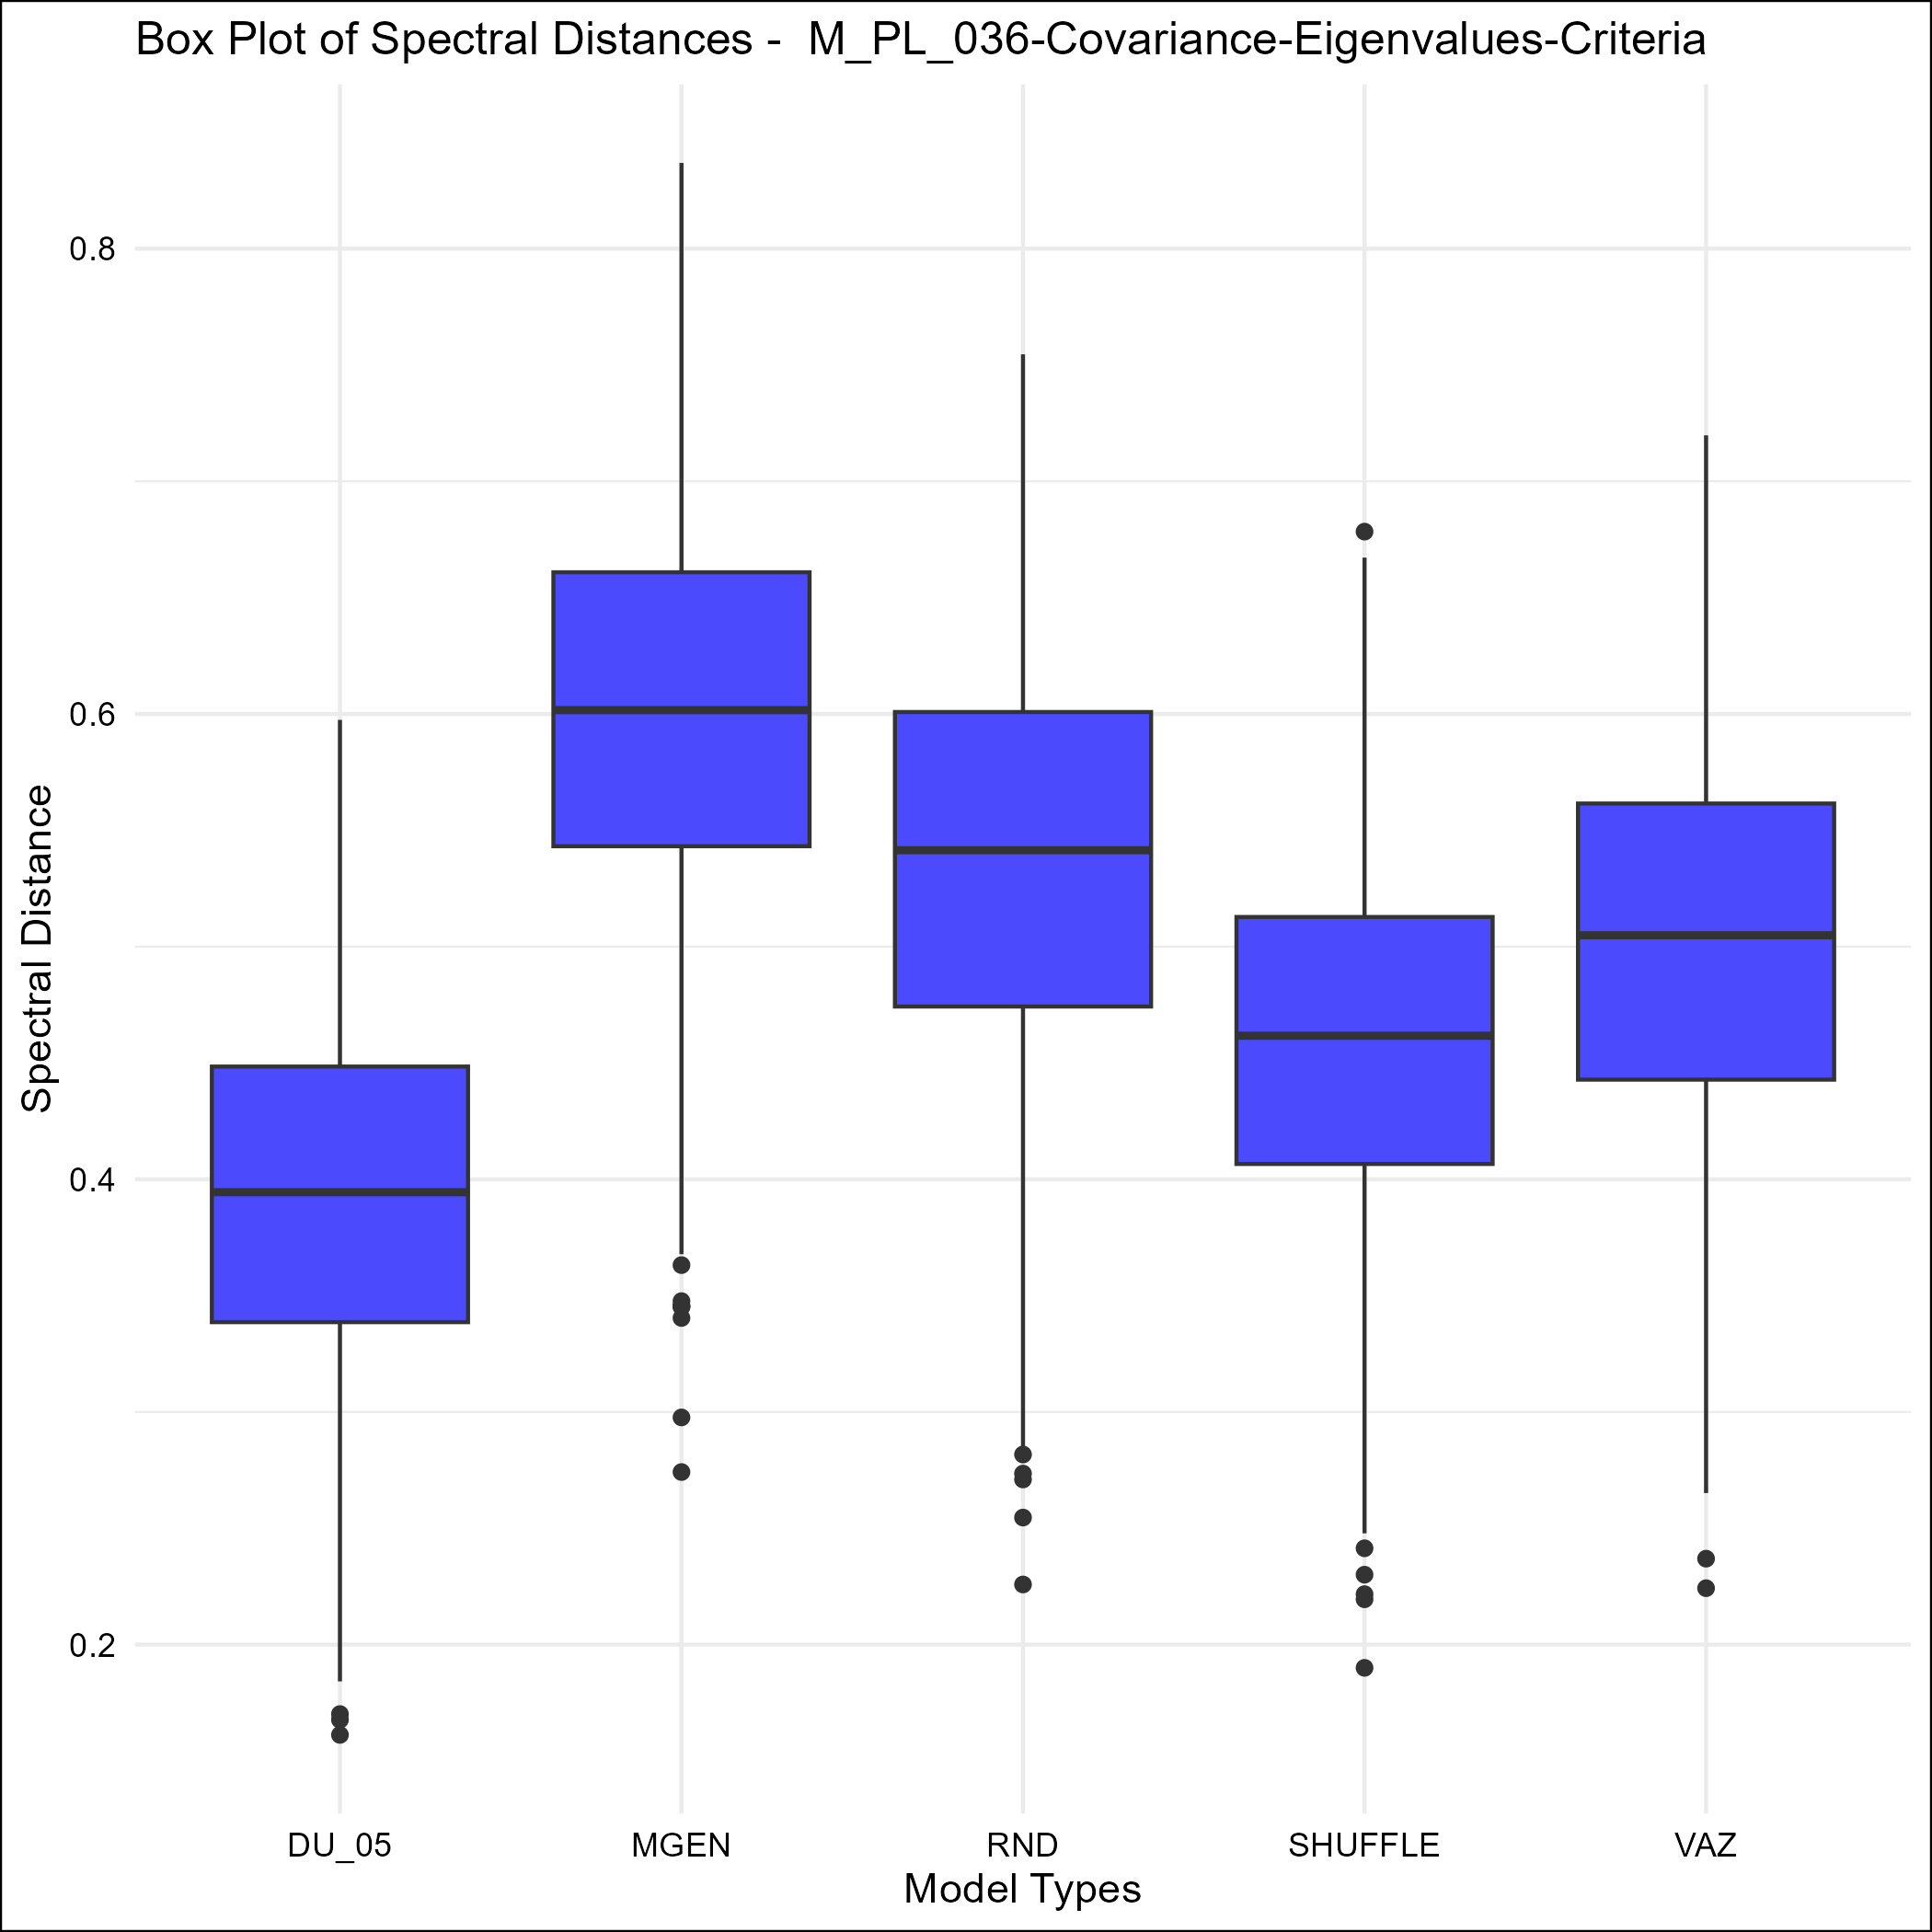 Box Plot of Spectral Distances -  M_PL_036-Covariance-Eigenvalues-Criteria
Spectral Distance
0.8
0.6
0.4
0.2
DU_05 MGEN RND SHUFFLE VAZ
Model Types